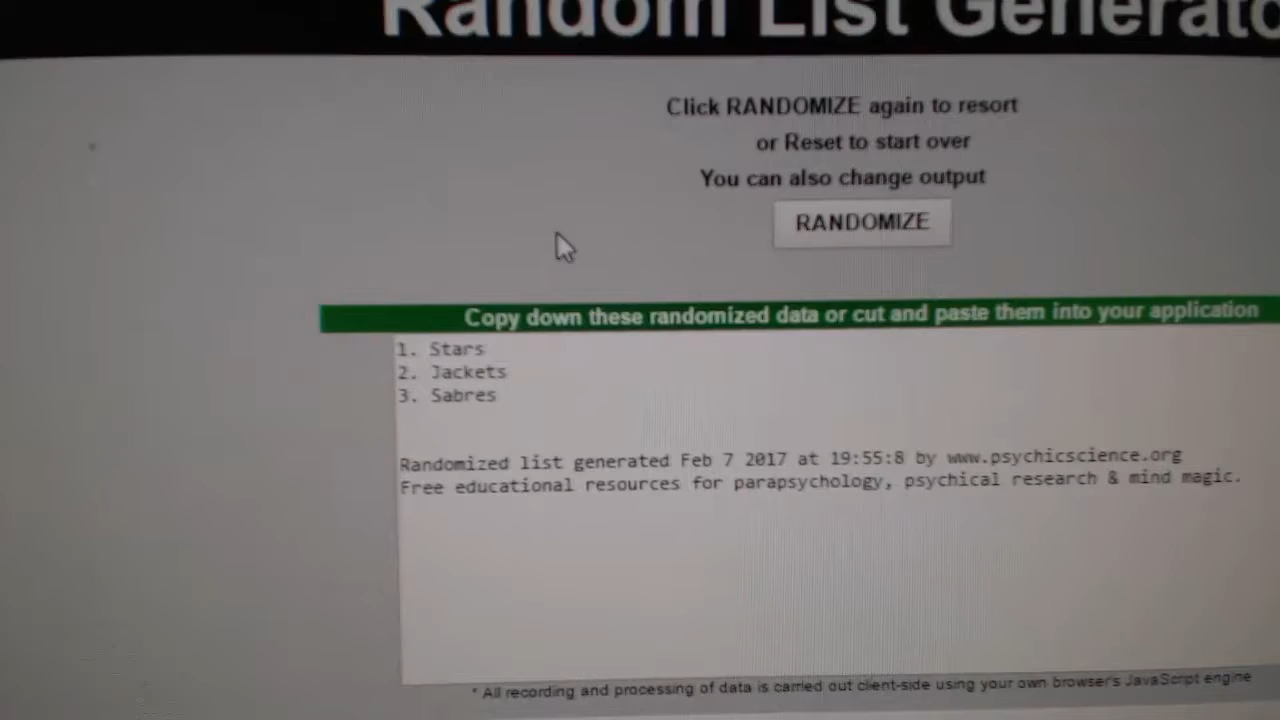 Random List Generato
Click RANDOMIZE again to resort
or Reset to start over
You can also change output
RANDOMIZE
Copy down these randomized data or cut and paste them into your application
1. Stars
2. Jackets
3. Sabres
Randomized list generated Feb 7 2017 at 19:55:8 by www.psychicscience.org
Free educational resources for parapsychology, psychical research & mind magic.
* All recording and processing of data is carried out client-side using your own browser's JavaScript engine